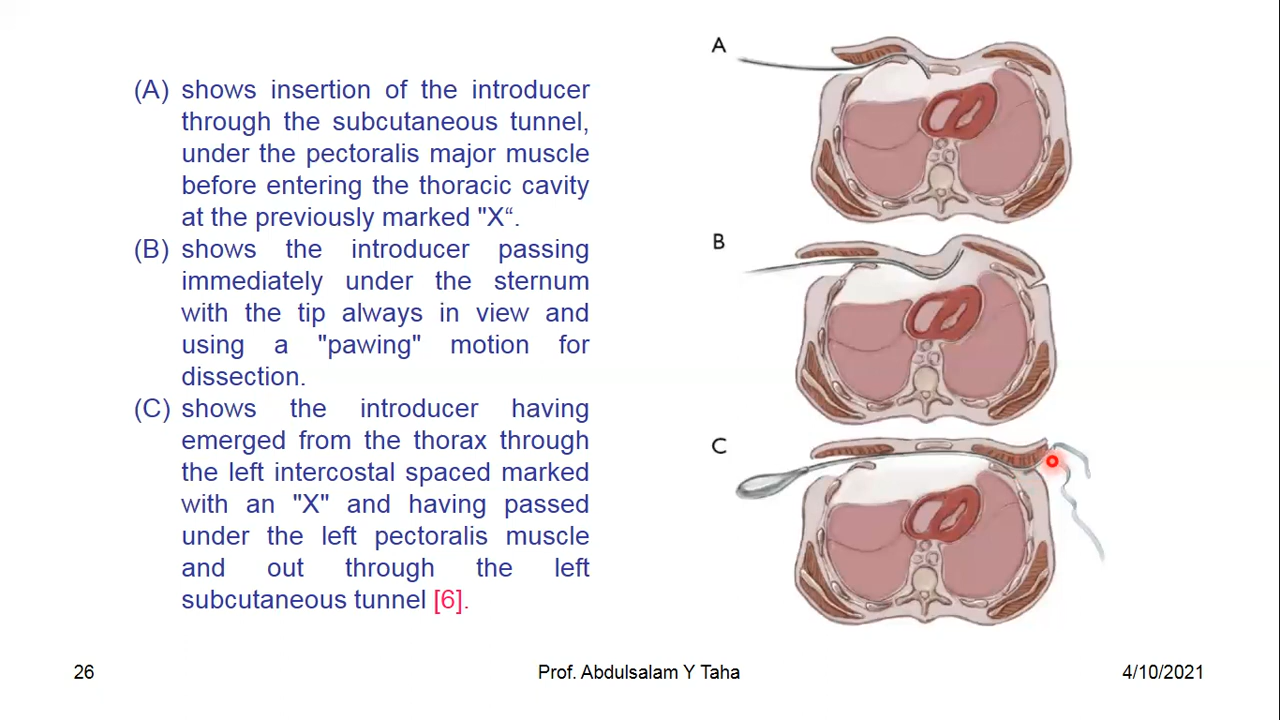 (A) shows insertion of the introducer
through the subcutaneous tunnel,
under the pectoralis major muscle
before entering the thoracic cavity
at the previously marked "X“.
(B) shows the introducer passing
immediately under the sternum
with the tip always in view and
using a "pawing" motion for
dissection.
(C) shows the introducer having
emerged from the thorax through
the left intercostal spaced marked
with an "X" and having passed
under the left pectoralis muscle
and out through the left
subcutaneous tunnel [6].
A
B
C
26
Prof. Abdulsalam Y Taha
4/10/2021